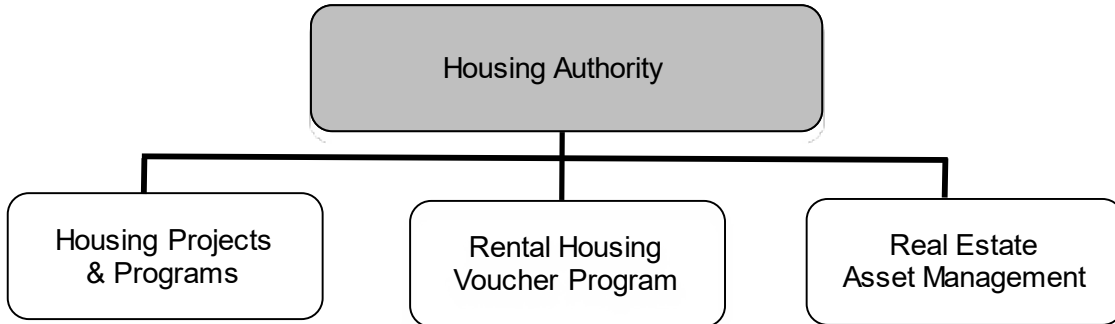 Housing Authority
Housing Projects
& Programs
Rental Housing
Voucher Program
Real Estate
Asset Management